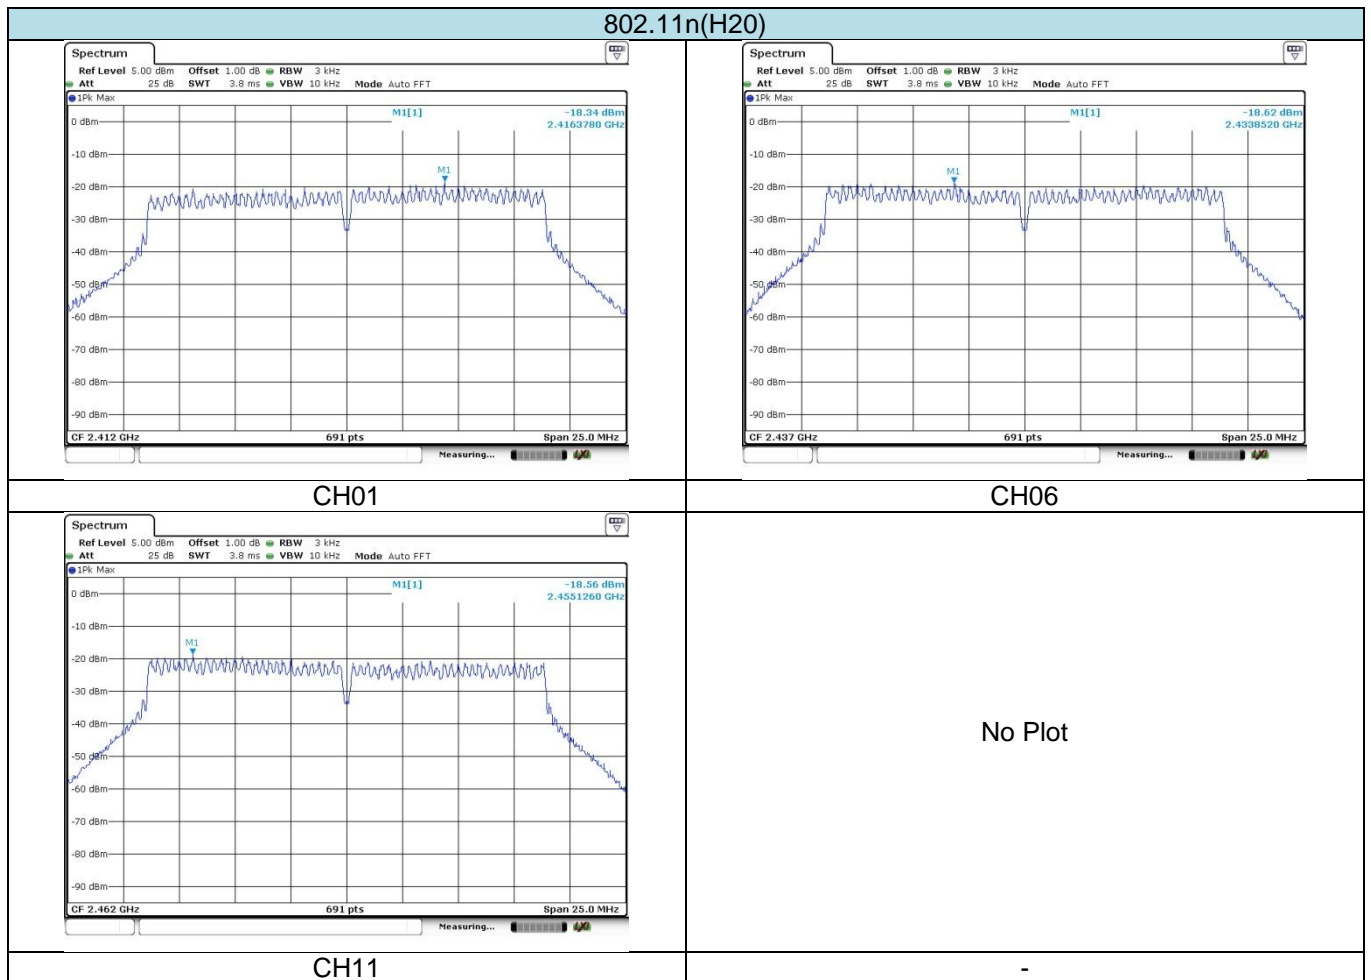 802.11n(H20)
Spectrum
Ref Level 5.00 dBm Offset 1.00 dB RBW 3 kHz
Att 25 dB SWT 3.8 ms VBW 10 kHz Mode Auto FFT
1Pk Max
M1[1] -18.34 dBm
2.4163780 GHz
0 dBm
-10 dBm
M1
-20 dBm
-30 dBm
-40 dBm
-50 dBm
-60 dBm
-70 dBm
-80 dBm
-90 dBm
CF 2.412 GHz 691 pts Span 25.0 MHz
Measuring...
CH01
Spectrum
Ref Level 5.00 dBm Offset 1.00 dB RBW 3 kHz
Att 25 dB SWT 3.8 ms VBW 10 kHz Mode Auto FFT
1Pk Max
M1[1] -18.62 dBm
2.4338520 GHz
0 dBm
-10 dBm
M1
-20 dBm
-30 dBm
-40 dBm
-50 dBm
-60 dBm
-70 dBm
-80 dBm
-90 dBm
CF 2.437 GHz 691 pts Span 25.0 MHz
Measuring...
CH06
Spectrum
Ref Level 5.00 dBm Offset 1.00 dB RBW 3 kHz
Att 25 dB SWT 3.8 ms VBW 10 kHz Mode Auto FFT
1Pk Max
M1[1] -18.56 dBm
2.4551260 GHz
0 dBm
-10 dBm
M1
-20 dBm
-30 dBm
-40 dBm
-50 dBm
-60 dBm
-70 dBm
-80 dBm
-90 dBm
CF 2.462 GHz 691 pts Span 25.0 MHz
Measuring...
CH11
No Plot
-